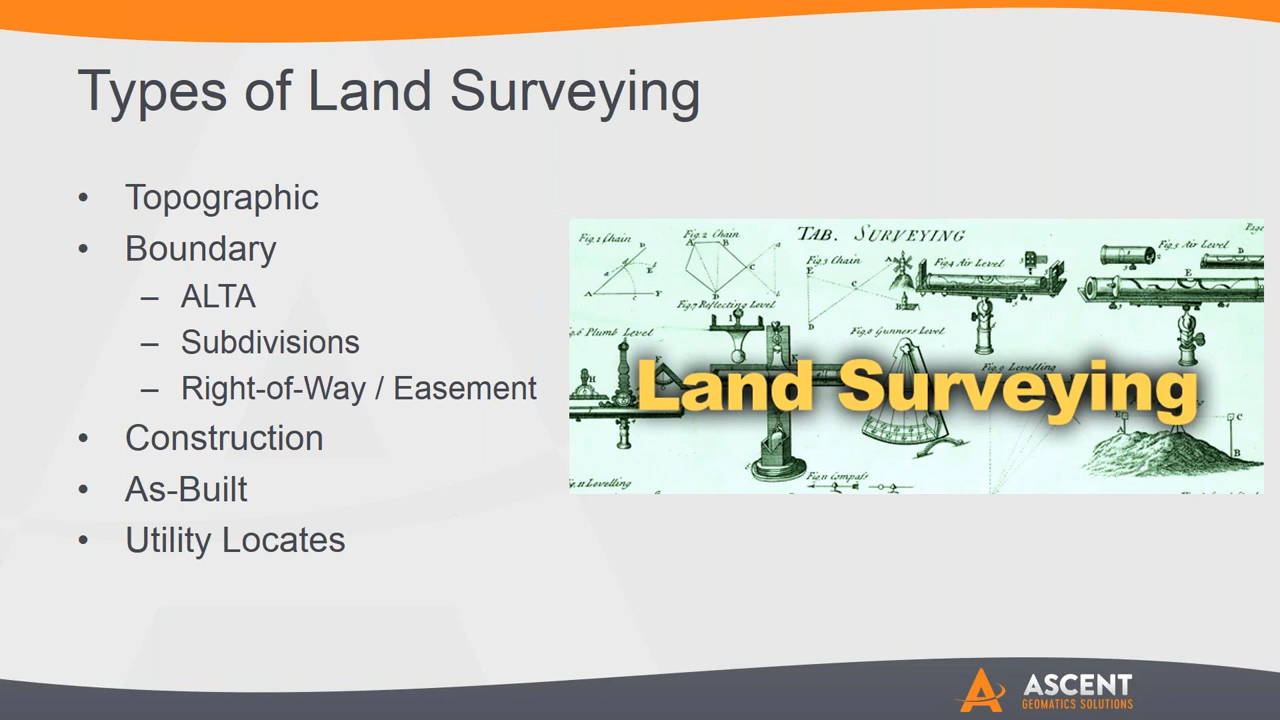 Types of Land Surveying
• Topographic
• Boundary
– ALTA
– Subdivisions
– Right-of-Way / Easement
• Construction
• As-Built
• Utility Locates
TAB. SURVEYING
Fig.1 Chain
Fig.2 Chain
Fig.3 Chain
Fig.4 Air Level
Fig.5 Air Level
Fig.6 Plumb Level
Fig.7 Reflecting Level
Fig.8 Gunners Level
Fig.9 Levelling
Land Surveying
Fig.11 Compass
Levelling
ASCENT
GEOMATICS SOLUTIONS